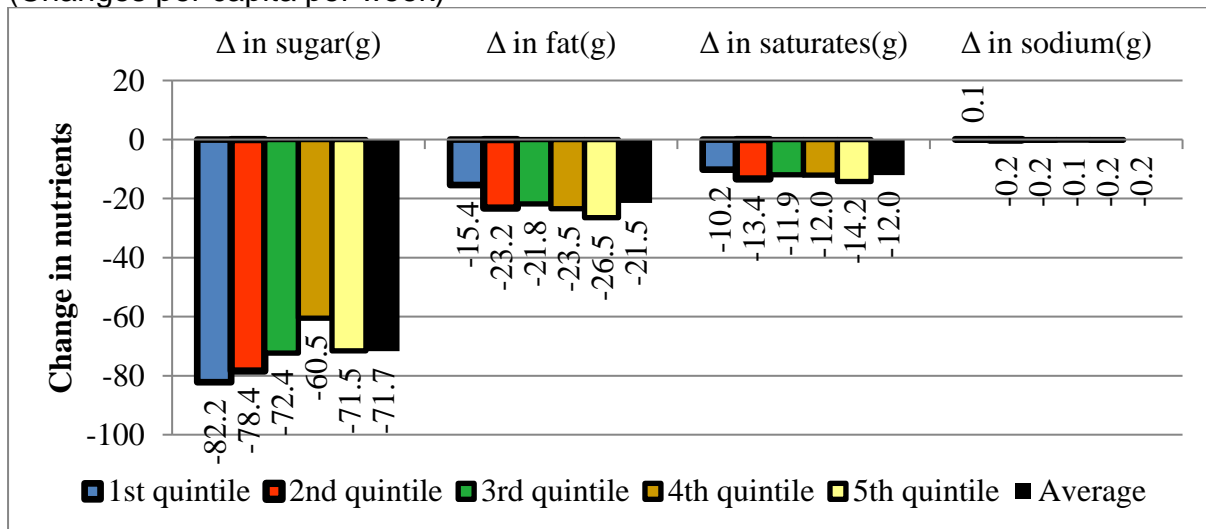 (Changes per capita per week)
Δ in sugar(g) Δ in fat(g) Δ in saturates(g) Δ in sodium(g)
Change in nutrients
20
0
-20
-40
-60
-80
-100
-82.2 -78.4 -72.4 -60.5 -71.5 -71.7
-15.4 -23.2 -21.8 -23.5 -26.5 -21.5
-10.2 -13.4 -11.9 -12.0 -14.2 -12.0
0.1 -0.2 -0.2 -0.1 -0.2 -0.2
1st quintile 2nd quintile 3rd quintile 4th quintile 5th quintile Average